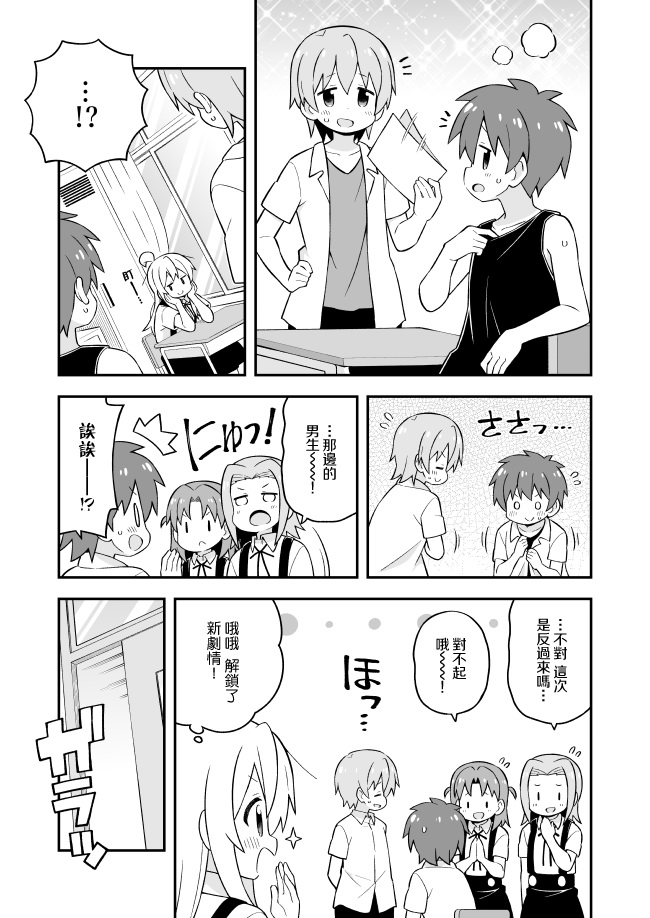 …!?
盯――…
ささっ…
…那邊的
男生~~~!
にゅっ!
誒誒――!?
…不對 這次
是反過來嗎…
對不起
哦~~~!
ほっ…
哦哦 解鎖了
新劇情!
ガラッ